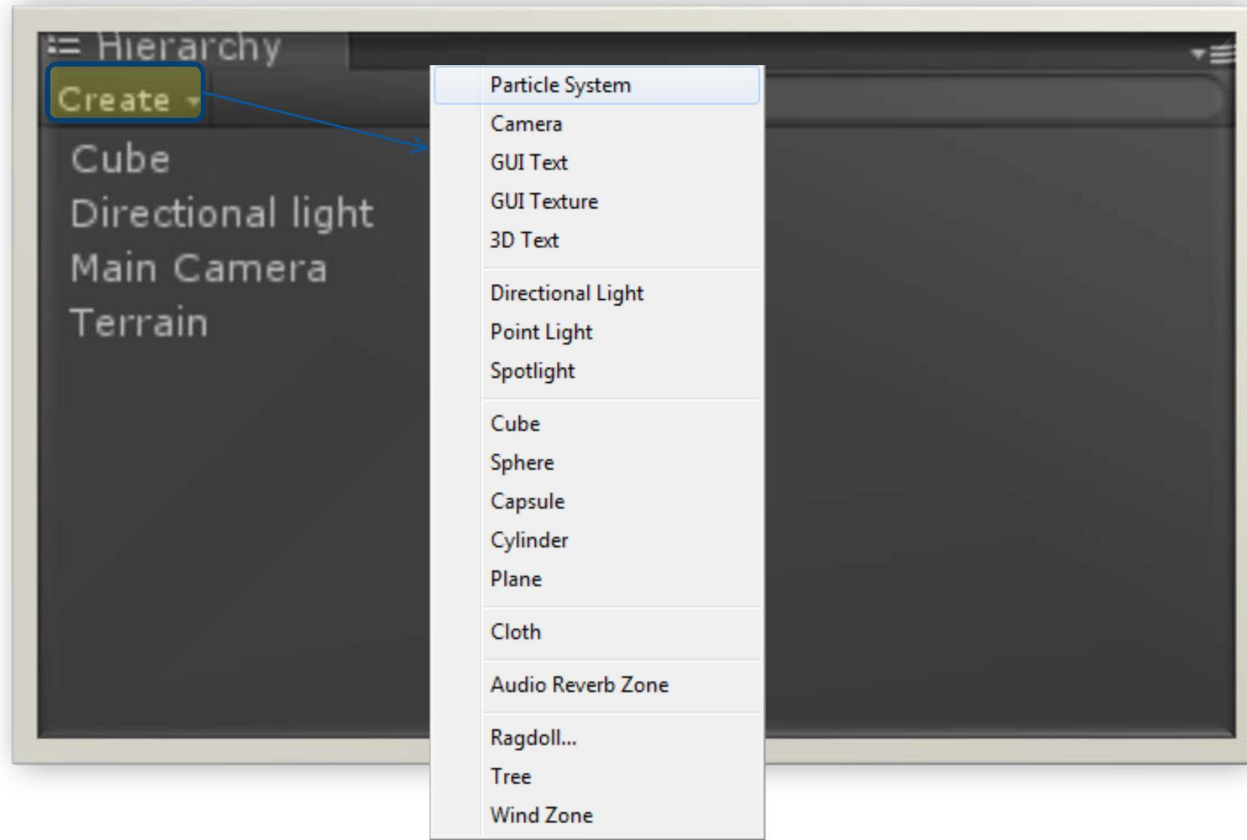 Hierarchy
Create
Cube
Directional light
Main Camera
Terrain
Particle System
Camera
GUI Text
GUI Texture
3D Text
Directional Light
Point Light
Spotlight
Cube
Sphere
Capsule
Cylinder
Plane
Cloth
Audio Reverb Zone
Ragdoll...
Tree
Wind Zone